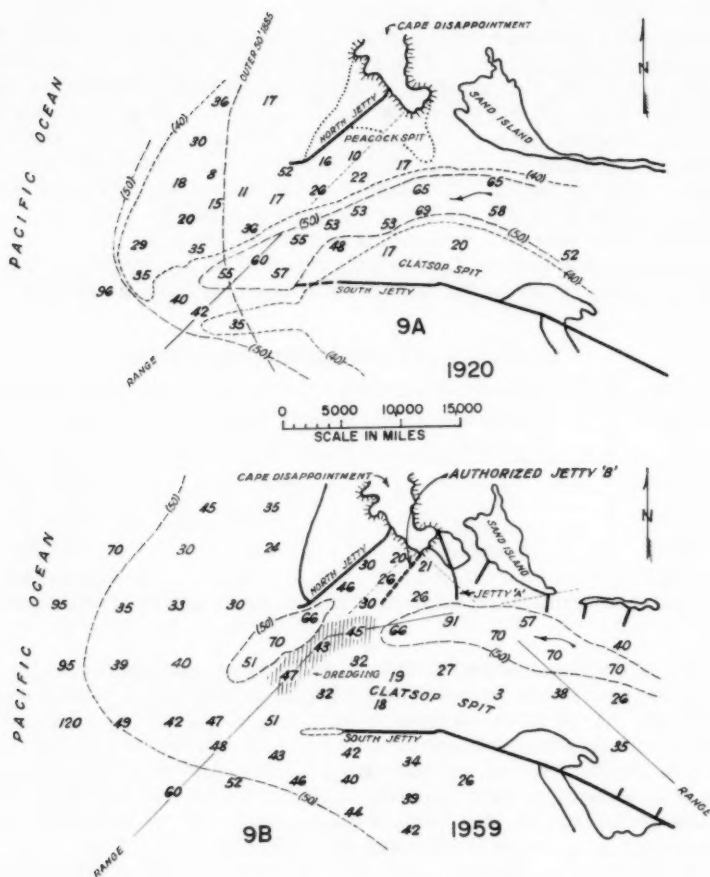 CAPE DISAPPOINTMENT
OUTER 50' 1885
N
PACIFIC OCEAN
SAND ISLAND
NORTH JETTY
PEACOCK SPIT
36 17
(40)
30
52 16 10 17
(40)
18 8 22
(50)
65 65
15 11 17 26
20 36 (50) 53 53 69 58
29 35 55 53 48 17 20 (50) 52
60
35 55 57
CLATSOP SPIT
(40)
96 40
SOUTH JETTY
42
35
9A
RANGE
(50) (40)
1920
0 5000 10,000 15,000
SCALE IN MILES
CAPE DISAPPOINTMENT
AUTHORIZED JETTY 'B'
N
PACIFIC OCEAN
SAND ISLAND
(50)
45 35
70 30 24
NORTH JETTY
20 21
30
46 26
JETTY 'A'
95 35 33 30 30 26
(50) 66 57
70 45 66 91 40
43 70 70
51 (50)
95 39 40 32 70
47 DREDGING 19 27
32 3 38 26
CLATSOP SPIT
18
120 49 42 47 51
SOUTH JETTY
48 43 42 34 35
52 46 40 26
60 39
(50) 44
RANGE
42
9B
1959
RANGE